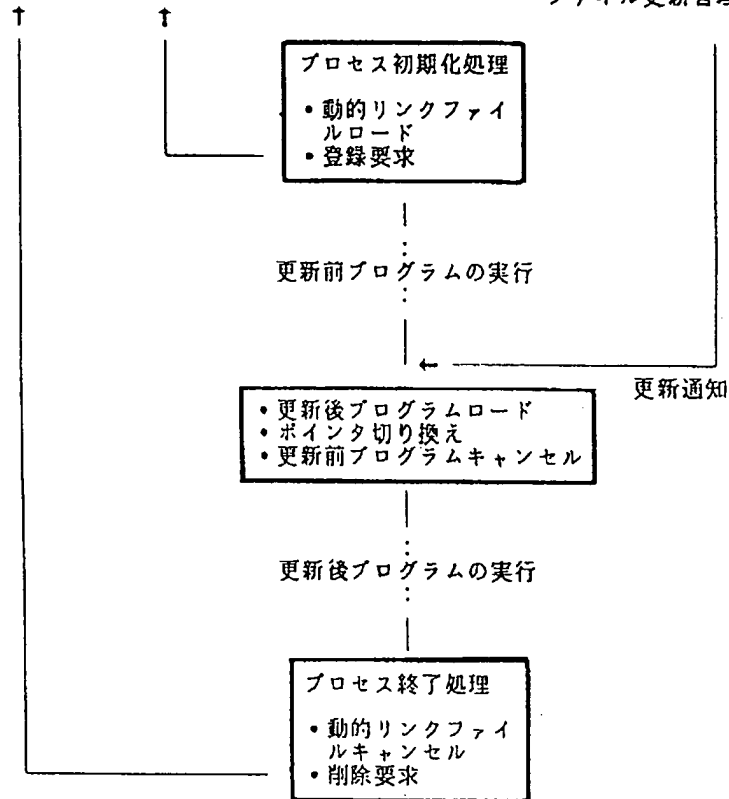 プロセス初期化処理
・動的リンクファイ
ルロード
・登録要求
更新前プログラムの実行
更新通知
・更新後プログラムロード
・ポインタ切り換え
・更新前プログラムキャンセル
更新後プログラムの実行
プロセス終了処理
・動的リンクファイ
ルキャンセル
・削除要求